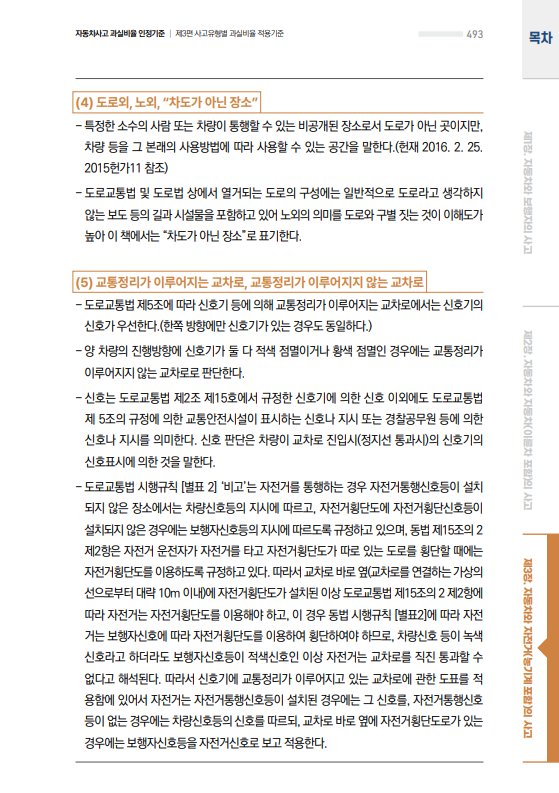 자동차사고 과실비율 인정기준 | 제3편 사고유형별 과실비율 적용기준
493
목차
(4) 도로외, 노외, “차도가 아닌 장소”
– 특정한 소수의 사람 또는 차량이 통행할 수 있는 비공개된 장소로서 도로가 아닌 곳이지만,
차량 등을 그 본래의 사용방법에 따라 사용할 수 있는 공간을 말한다.(헌재 2016. 2. 25.
2015헌가11 참조)
– 도로교통법 및 도로법 상에서 열거되는 도로의 구성에는 일반적으로 도로라고 생각하지
않는 보도 등의 길과 시설물을 포함하고 있어 노외의 의미를 도로와 구별 짓는 것이 이해도가
높아 이 책에서는 “차도가 아닌 장소”로 표기한다.
(5) 교통정리가 이루어지는 교차로, 교통정리가 이루어지지 않는 교차로
– 도로교통법 제5조에 따라 신호기 등에 의해 교통정리가 이루어지는 교차로에서는 신호기의
신호가 우선한다.(한쪽 방향에만 신호기가 있는 경우도 동일하다.)
– 양 차량의 진행방향에 신호기가 둘 다 적색 점멸이거나 황색 점멸인 경우에는 교통정리가
이루어지지 않는 교차로로 판단한다.
– 신호는 도로교통법 제2조 제15호에서 규정한 신호기에 의한 신호 이외에도 도로교통법
제 5조의 규정에 의한 교통안전시설이 표시하는 신호나 지시 또는 경찰공무원 등에 의한
신호나 지시를 의미한다. 신호 판단은 차량이 교차로 진입시(정지선 통과시)의 신호기의
신호표시에 의한 것을 말한다.
– 도로교통법 시행규칙 [별표 2] ‘비고’는 자전거를 통행하는 경우 자전거통행신호등이 설치
되지 않은 장소에서는 차량신호등의 지시에 따르고, 자전거횡단도에 자전거횡단신호등이
설치되지 않은 경우에는 보행자신호등의 지시에 따르도록 규정하고 있으며, 동법 제15조의 2
제2항은 자전거 운전자가 자전거를 타고 자전거횡단도가 따로 있는 도로를 횡단할 때에는
자전거횡단도를 이용하도록 규정하고 있다. 따라서 교차로 바로 옆(교차로를 연결하는 가상의
선으로부터 대략 10m 이내)에 자전거횡단도가 설치된 이상 도로교통법 제15조의 2 제2항에
따라 자전거는 자전거횡단도를 이용해야 하고, 이 경우 동법 시행규칙 [별표2]에 따라 자전
거는 보행자신호에 따라 자전거횡단도를 이용하여 횡단하여야 하므로, 차량신호 등이 녹색
신호라고 하더라도 보행자신호등이 적색신호인 이상 자전거는 교차로를 직진 통과할 수
없다고 해석된다. 따라서 신호기에 교통정리가 이루어지고 있는 교차로에 관한 도표를 적
용함에 있어서 자전거는 자전거통행신호등이 설치된 경우에는 그 신호를, 자전거통행신호
등이 없는 경우에는 차량신호등의 신호를 따르되, 교차로 바로 옆에 자전거횡단도로가 있는
경우에는 보행자신호등을 자전거신호로 보고 적용한다.
제1장. 자동차와 보행자의 사고
제2장. 자동차와 자동차(이륜차 포함)의 사고
제3장. 자동차와 자전거(농기계 포함)의 사고